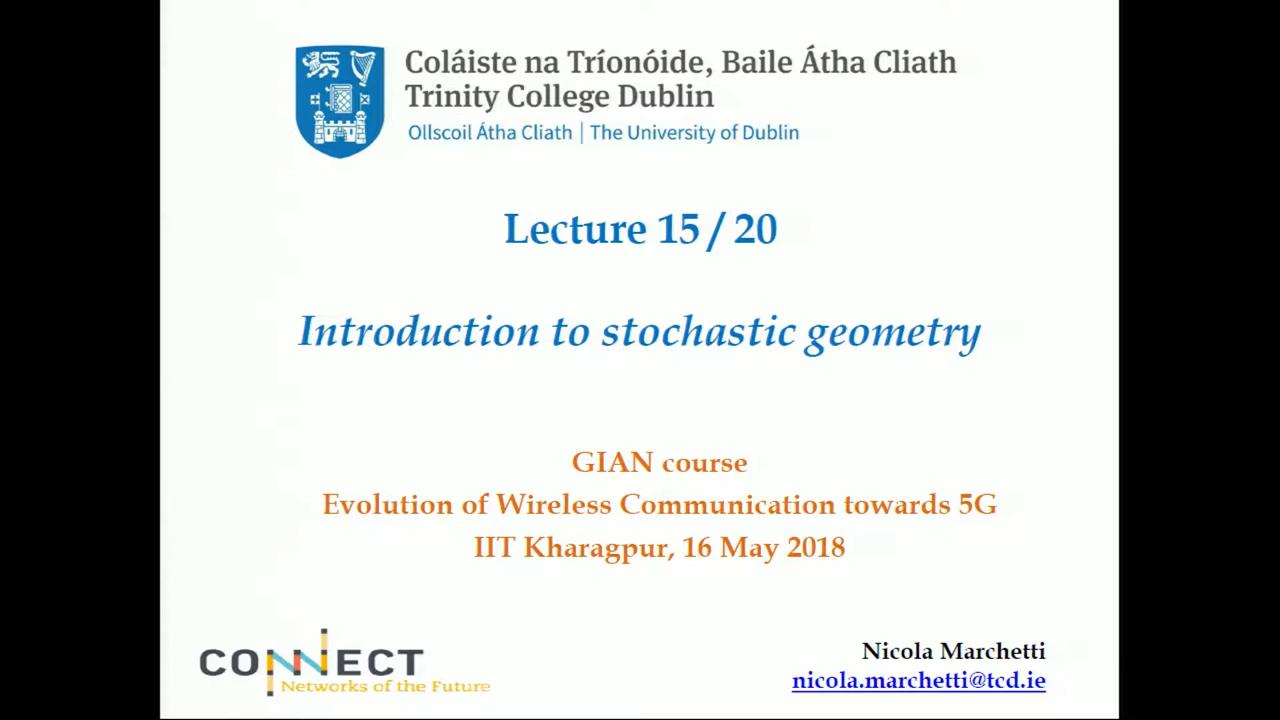 Coláiste na Tríonóide, Baile Átha Cliath
Trinity College Dublin
Ollscoil Átha Cliath | The University of Dublin
Lecture 15 / 20
Introduction to stochastic geometry
GIAN course
Evolution of Wireless Communication towards 5G
IIT Kharagpur, 16 May 2018
CONNECT
Networks of the Future
Nicola Marchetti
nicola.marchetti@tcd.ie